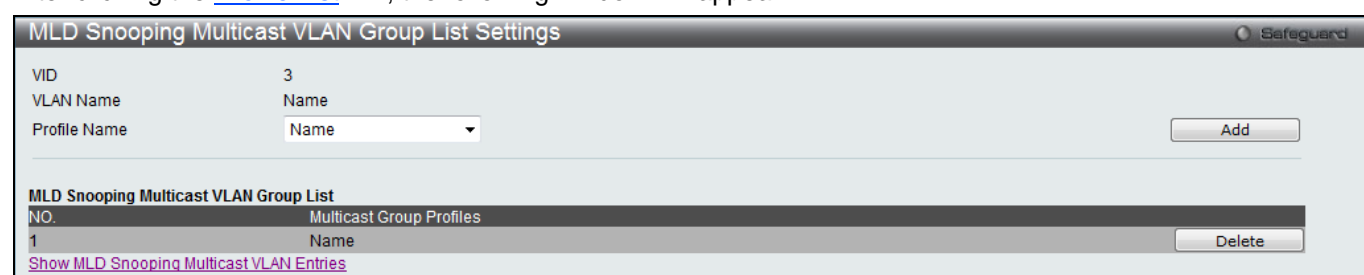 MLD Snooping Multicast VLAN Group List Settings Safeguard
VID 3
VLAN Name Name
Profile Name Name Add
MLD Snooping Multicast VLAN Group List
NO. Multicast Group Profiles
1 Name Delete
Show MLD Snooping Multicast VLAN Entries